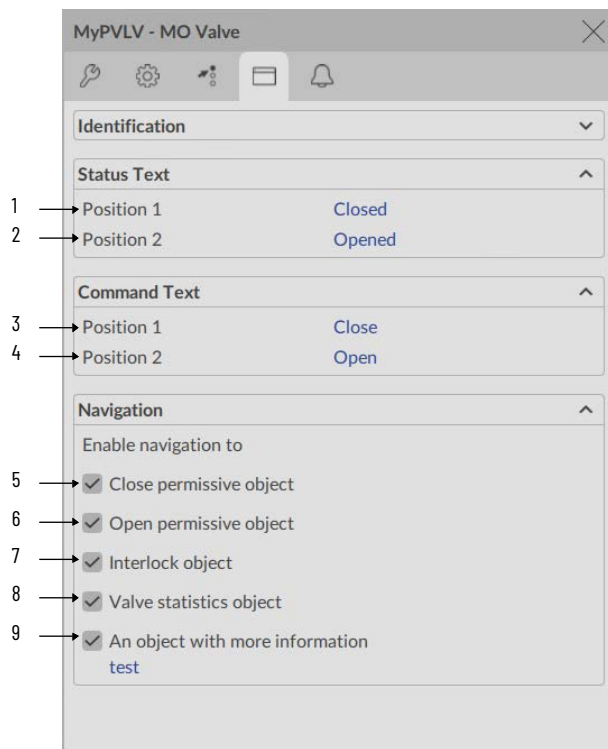 MyPVLV - MO Valve
Identification
Status Text
1 Position 1 Closed
2 Position 2 Opened
Command Text
3 Position 1 Close
4 Position 2 Open
Navigation
Enable navigation to
5 Close permissive object
6 Open permissive object
7 Interlock object
8 Valve statistics object
9 An object with more information
test